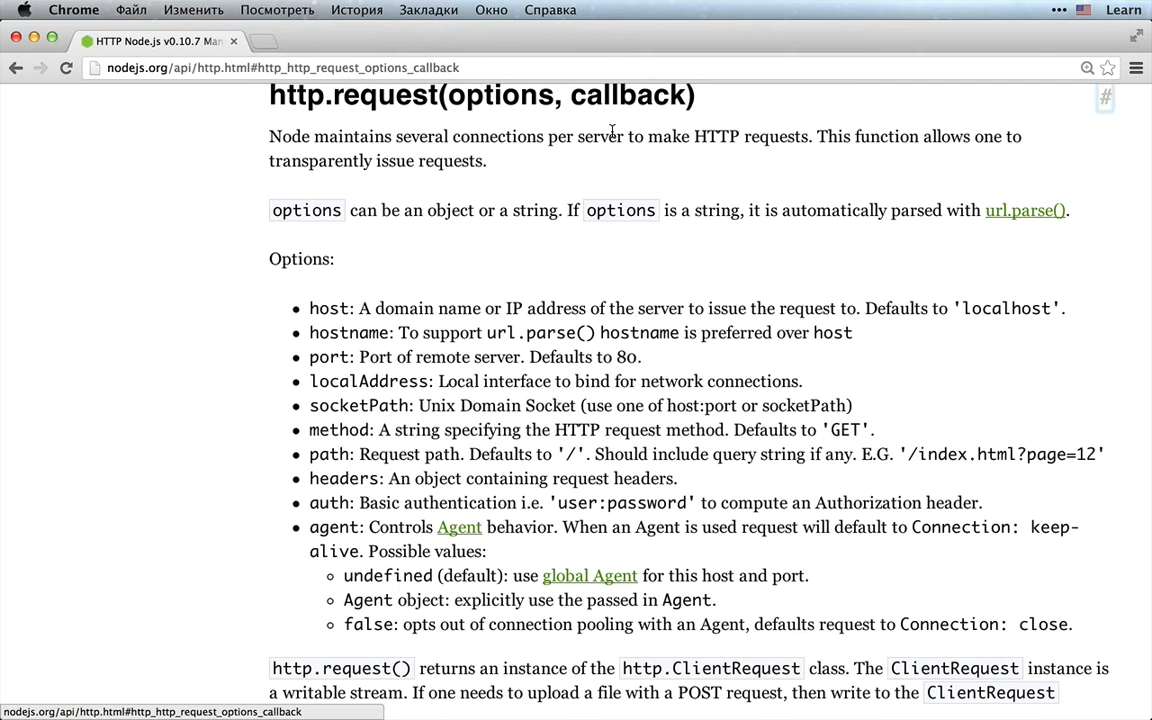 Chrome Файл Изменить Посмотреть История Закладки Окно Справка ••• Learn
HTTP Node.js v0.10.7 Man
nodejs.org/api/http.html#http_http_request_options_callback
http.request(options, callback) #
Node maintains several connections per server to make HTTP requests. This function allows one to
transparently issue requests.
options can be an object or a string. If options is a string, it is automatically parsed with url.parse().
Options:
• host: A domain name or IP address of the server to issue the request to. Defaults to 'localhost'.
• hostname: To support url.parse() hostname is preferred over host
• port: Port of remote server. Defaults to 80.
• localAddress: Local interface to bind for network connections.
• socketPath: Unix Domain Socket (use one of host:port or socketPath)
• method: A string specifying the HTTP request method. Defaults to 'GET'.
• path: Request path. Defaults to '/'. Should include query string if any. E.G. '/index.html?page=12'
• headers: An object containing request headers.
• auth: Basic authentication i.e. 'user:password' to compute an Authorization header.
• agent: Controls Agent behavior. When an Agent is used request will default to Connection: keep-
alive. Possible values:
◦ undefined (default): use global Agent for this host and port.
◦ Agent object: explicitly use the passed in Agent.
◦ false: opts out of connection pooling with an Agent, defaults request to Connection: close.
http.request() returns an instance of the http.ClientRequest class. The ClientRequest instance is
a writable stream. If one needs to upload a file with a POST request, then write to the ClientRequest
nodejs.org/api/http.html#http_http_request_options_callback